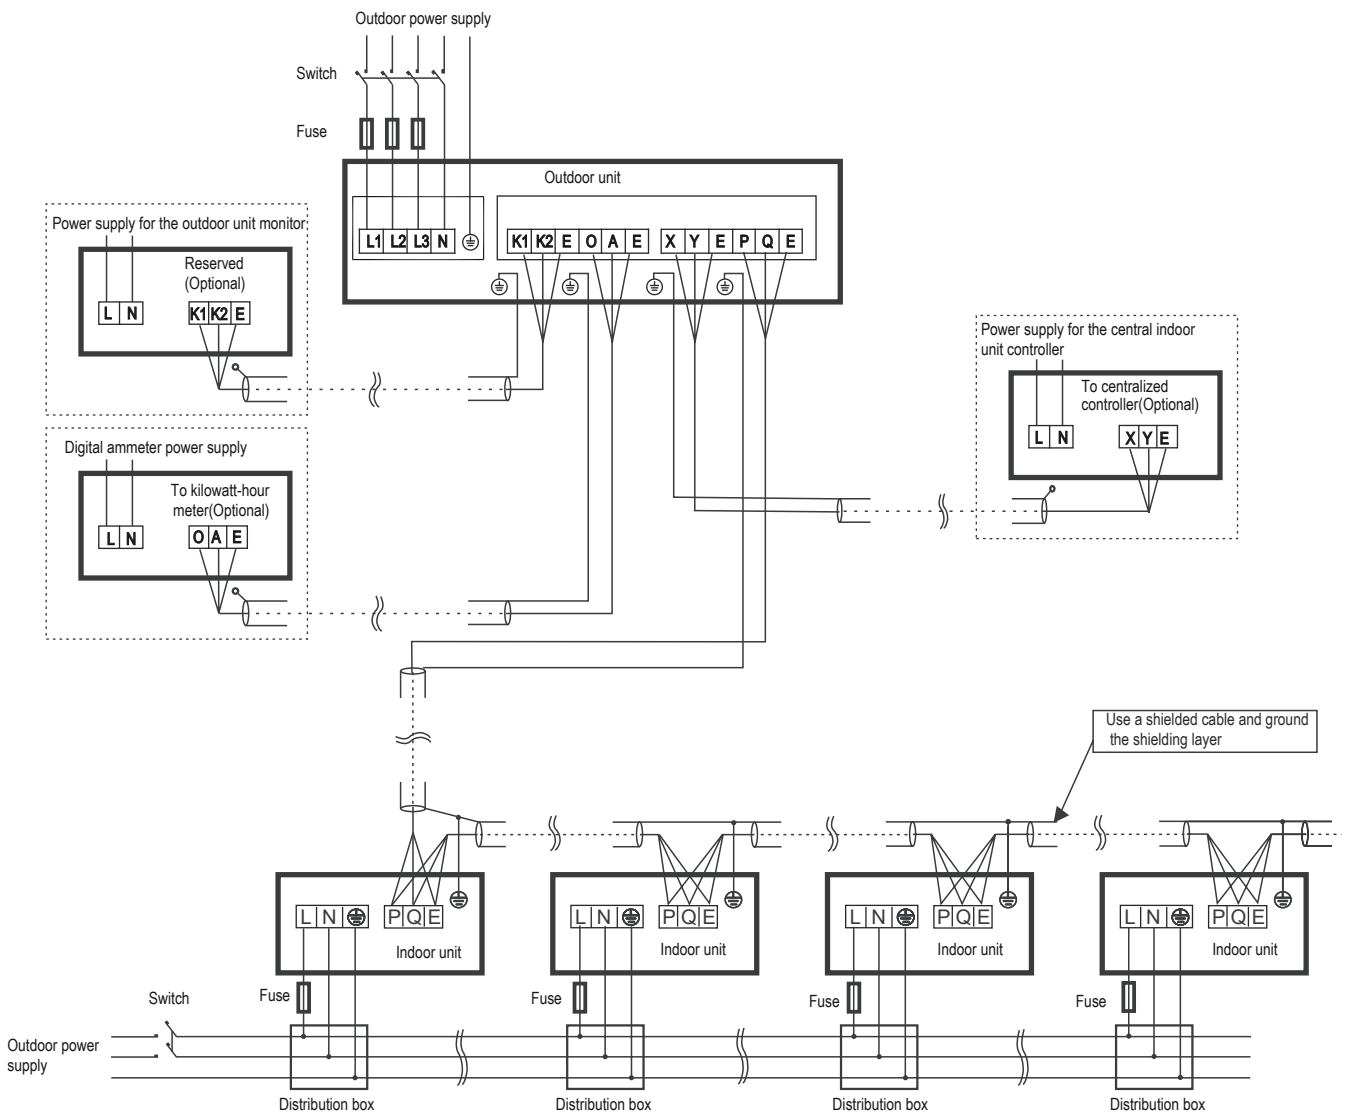 Outdoor power supply
Switch
Fuse
Outdoor unit
L1 L2 L3 N
K1 K2 E O A E X Y E P Q E
Power supply for the outdoor unit monitor
Reserved
(Optional)
L N K1 K2 E
Digital ammeter power supply
To kilowatt-hour
meter(Optional)
L N O A E
Power supply for the central indoor
unit controller
To centralized
controller(Optional)
L N X Y E
Use a shielded cable and ground
the shielding layer
L N P Q E
Indoor unit
L N P Q E
Indoor unit
L N P Q E
Indoor unit
L N P Q E
Indoor unit
Fuse
Fuse
Fuse
Fuse
Switch
Outdoor power
supply
Distribution box
Distribution box
Distribution box
Distribution box